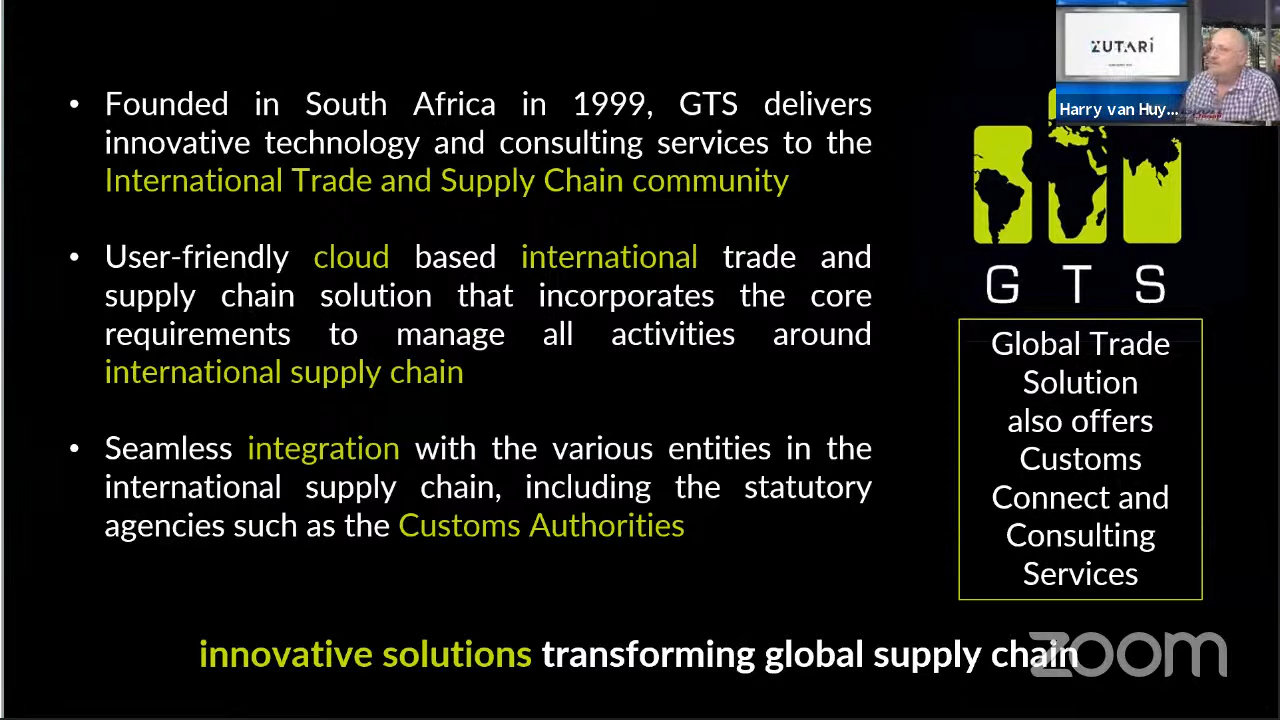 • Founded in South Africa in 1999, GTS delivers
innovative technology and consulting services to the
International Trade and Supply Chain community
• User-friendly cloud based international trade and
supply chain solution that incorporates the core
requirements to manage all activities around
international supply chain
• Seamless integration with the various entities in the
international supply chain, including the statutory
agencies such as the Customs Authorities
ZUTARI
Harry van Huy...
G T S
Global Trade
Solution
also offers
Customs
Connect and
Consulting
Services
innovative solutions transforming global supply chain
zoom